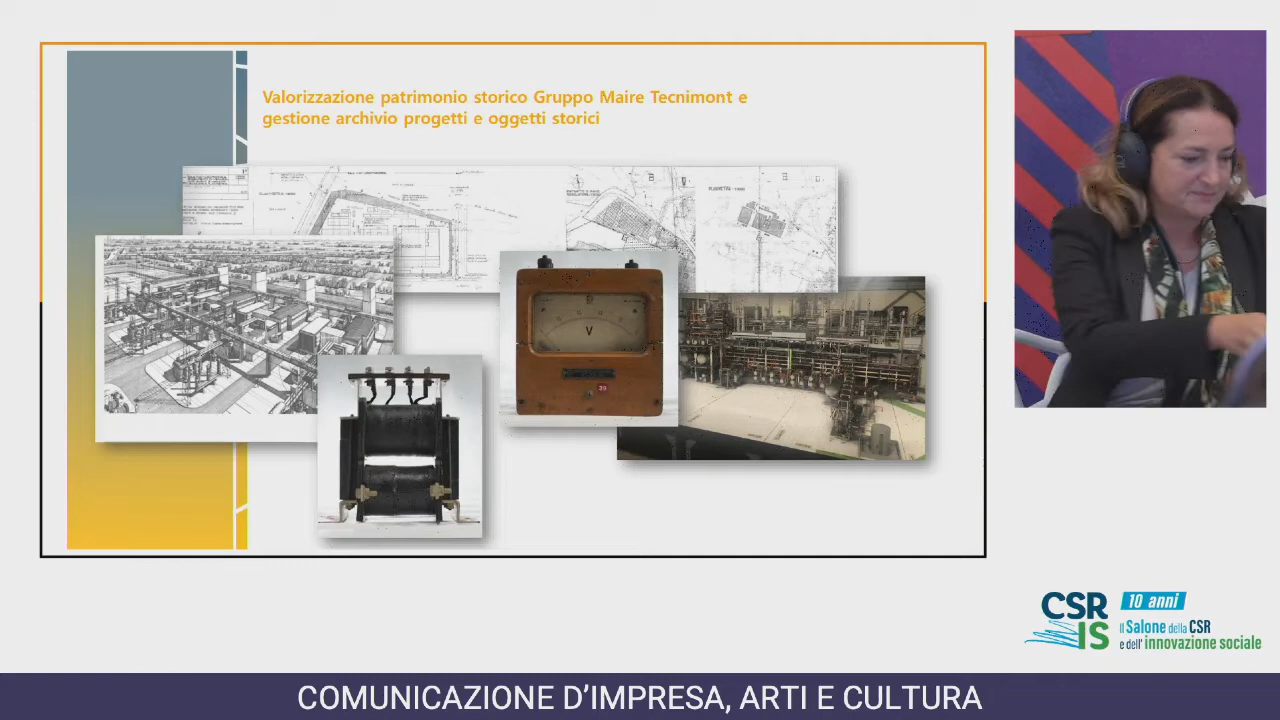 Valorizzazione patrimonio storico Gruppo Maire Tecnimont e
gestione archivio progetti e oggetti storici
V
39
CSR
IS
10 anni
il Salone della CSR
e dell'innovazione sociale
COMUNICAZIONE D'IMPRESA, ARTI E CULTURA